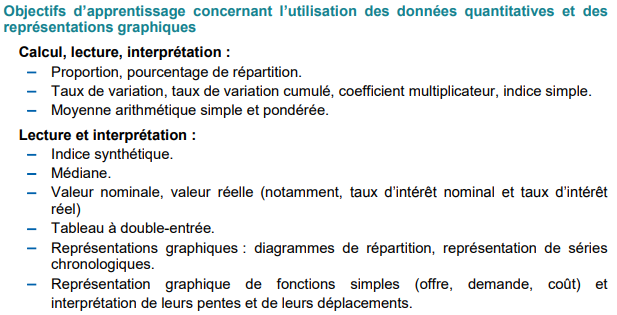 Objectifs d’apprentissage concernant l’utilisation des données quantitatives et des
représentations graphiques
Calcul, lecture, interprétation :
– Proportion, pourcentage de répartition.
– Taux de variation, taux de variation cumulé, coefficient multiplicateur, indice simple.
– Moyenne arithmétique simple et pondérée.
Lecture et interprétation :
– Indice synthétique.
– Médiane.
– Valeur nominale, valeur réelle (notamment, taux d’intérêt nominal et taux d’intérêt
réel)
– Tableau à double-entrée.
– Représentations graphiques : diagrammes de répartition, représentation de séries
chronologiques.
– Représentation graphique de fonctions simples (offre, demande, coût) et
interprétation de leurs pentes et de leurs déplacements.